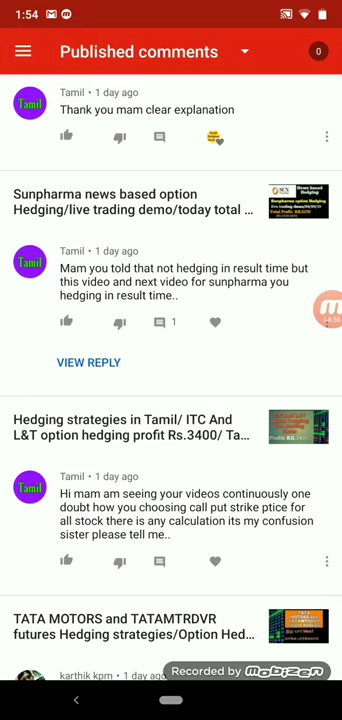 1:54
Published comments
0
Tamil • 1 day ago
Tamil
Thank you mam clear explanation
Sunpharma news based option
Hedging/live trading demo/today total ...
Tamil • 1 day ago
Tamil
Mam you told that not hedging in result time but
this video and next video for sunpharma you
hedging in result time..
1
VIEW REPLY
Hedging strategies in Tamil/ ITC And
L&T option hedging profit Rs.3400/ Ta...
Tamil • 1 day ago
Tamil
Hi mam am seeing your videos continuously one
doubt how you choosing call put strike ptice for
all stock there is any calculation its my confusion
sister please tell me..
TATA MOTORS and TATAMTRDVR
futures Hedging strategies/Option Hed...
karthik kpm • 1 day ago
Recorded by Mobizen